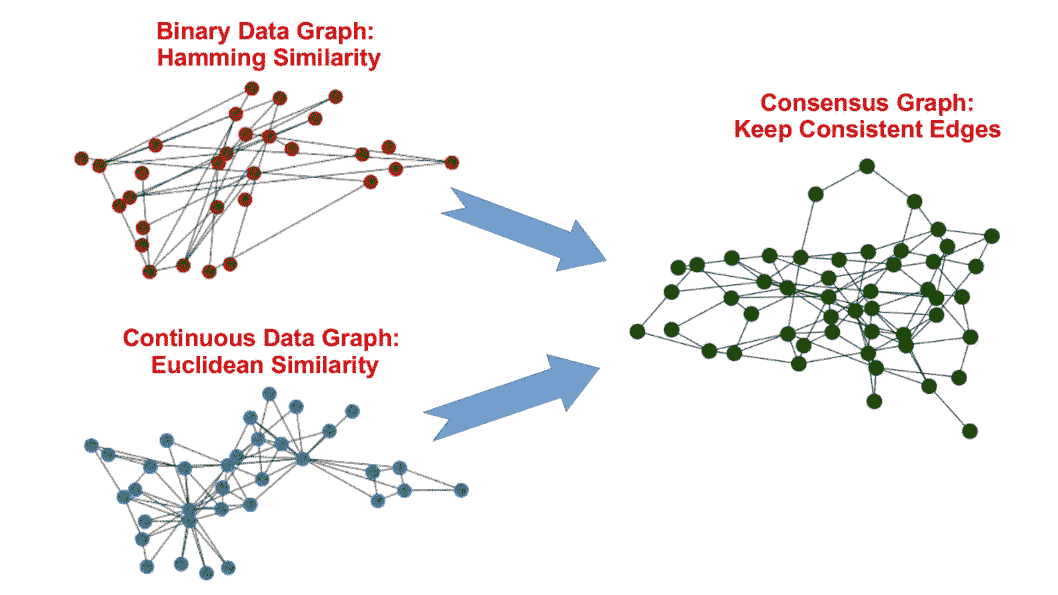 Binary Data Graph:
Hamming Similarity
Consensus Graph:
Keep Consistent Edges
Continuous Data Graph:
Euclidean Similarity